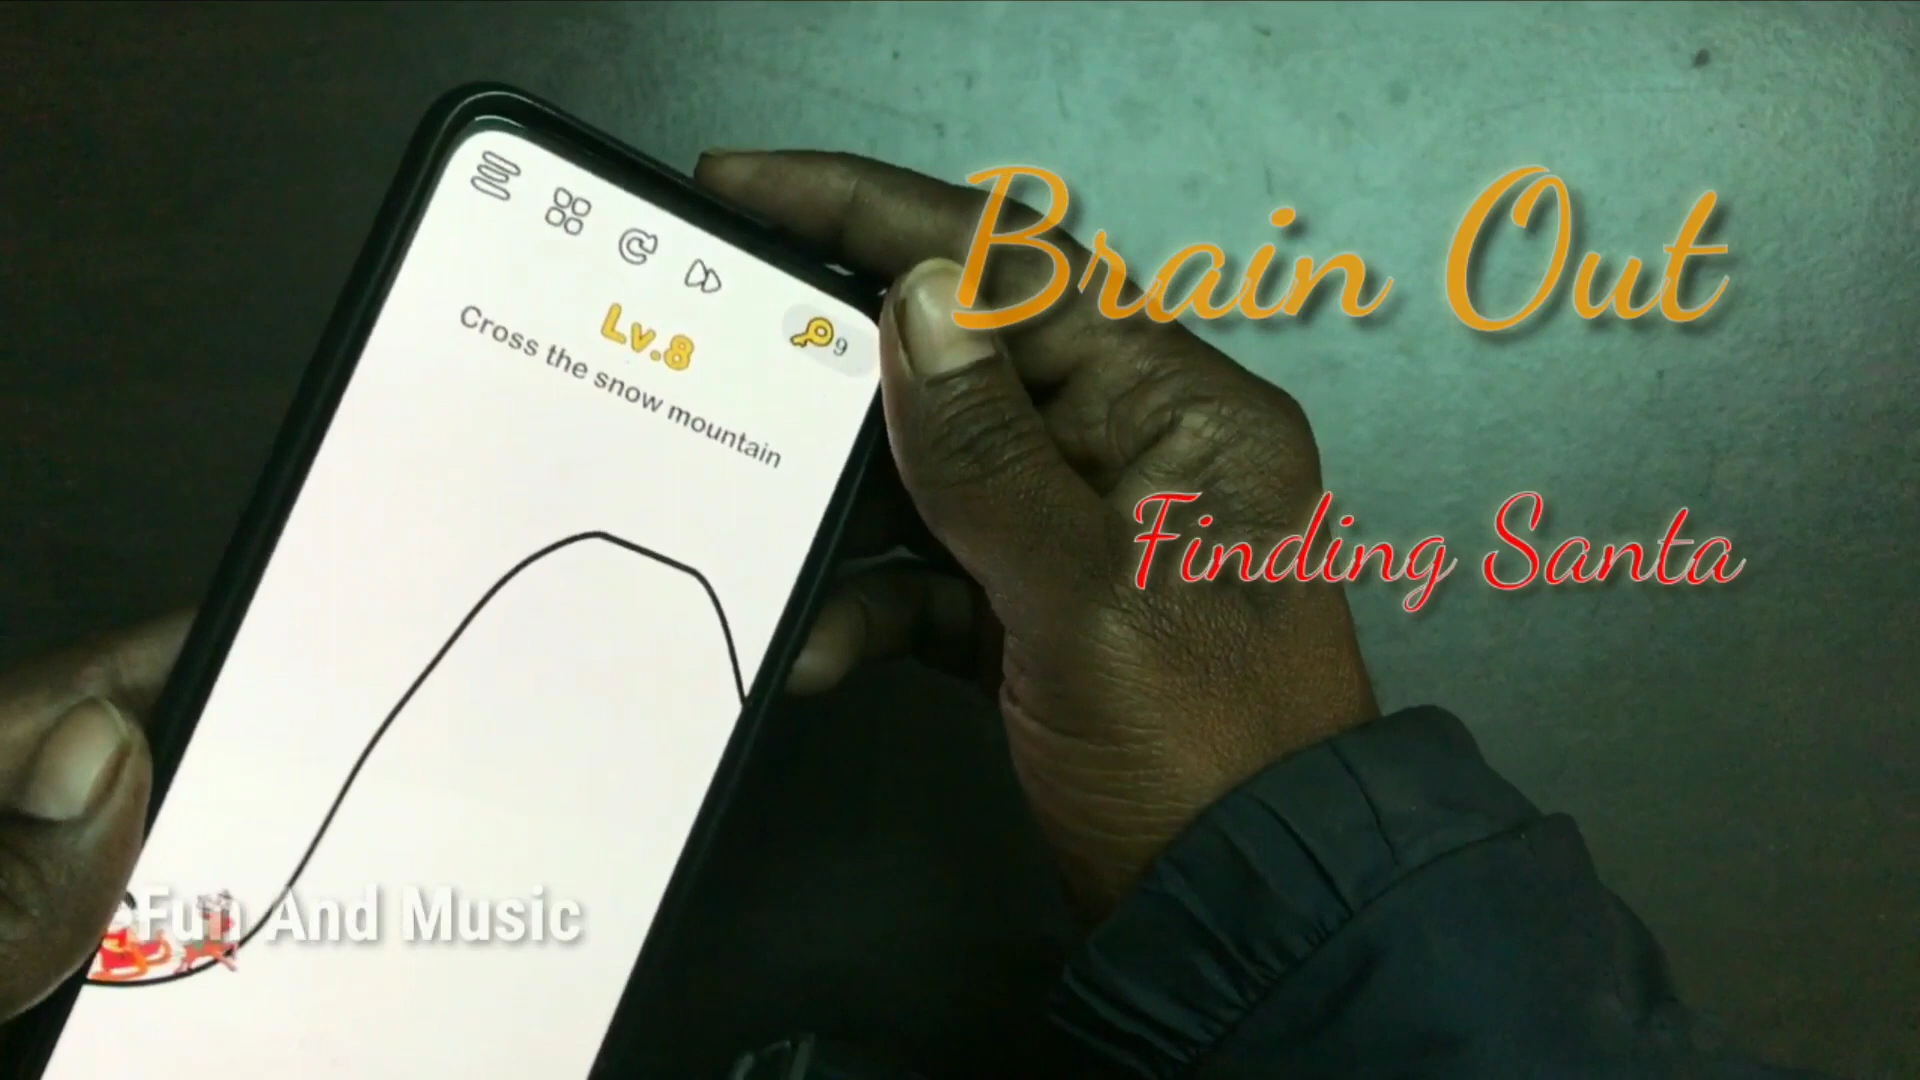 Brain Out
Finding Santa
Lv.8
9
Cross the snow mountain
Fun And Music